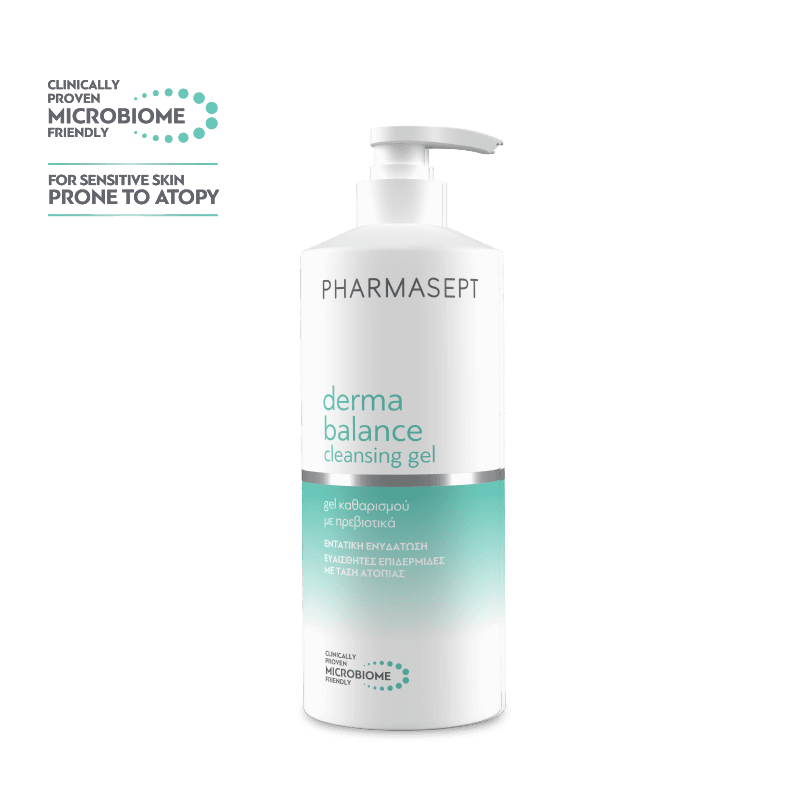 CLINICALLY
PROVEN
MICROBIOME
FRIENDLY
FOR SENSITIVE SKIN
PRONE TO ATOPY
PHARMASEPT
derma
balance
cleansing gel
gel καθαρισμού
με πρεβιοτικά
ΕΝΤΑΤΙΚΗ ΕΝΥΔΑΤΩΣΗ
ΕΥΑΙΣΘΗΤΕΣ ΕΠΙΔΕΡΜΙΔΕΣ
ΜΕ ΤΑΣΗ ΑΤΟΠΙΑΣ
CLINICALLY
PROVEN
MICROBIOME
FRIENDLY